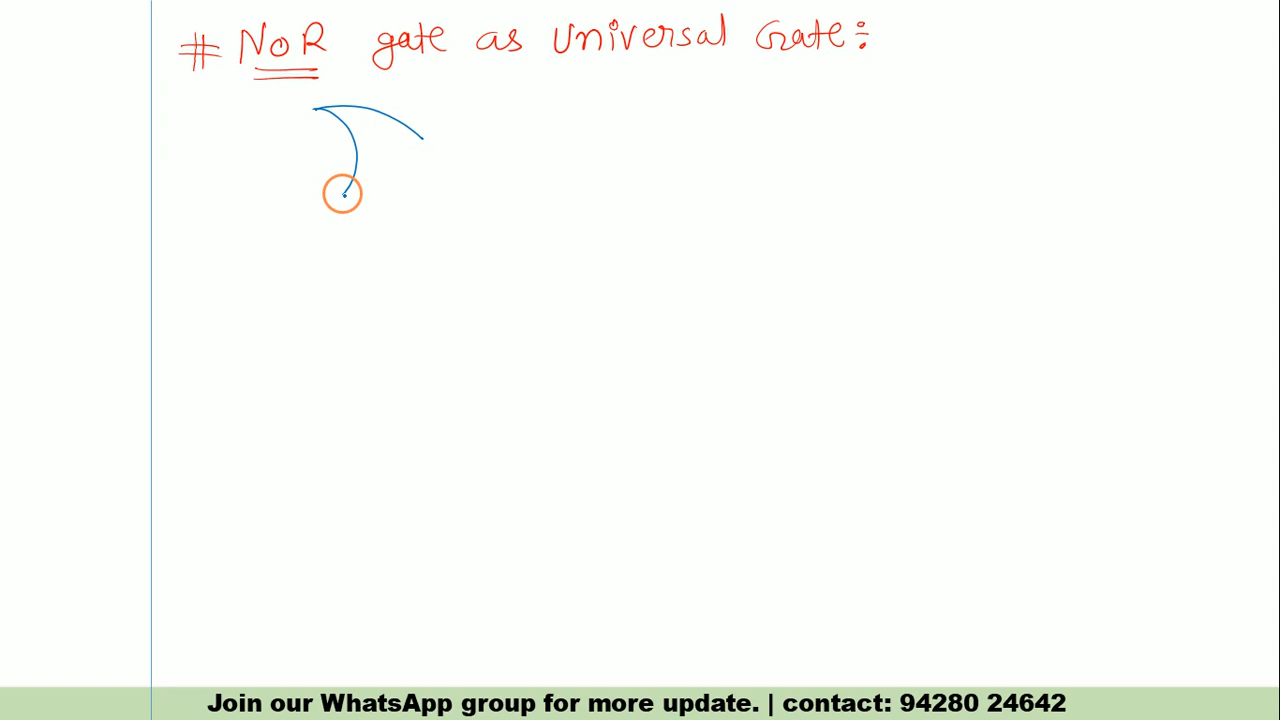 # NOR gate as Universal Gate:
Join our WhatsApp group for more update. | contact: 94280 24642